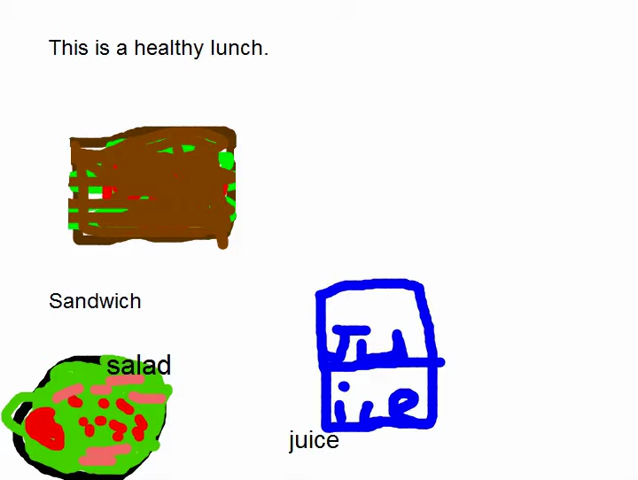 This is a healthy lunch.
Sandwich
salad
Ju
ice
juice